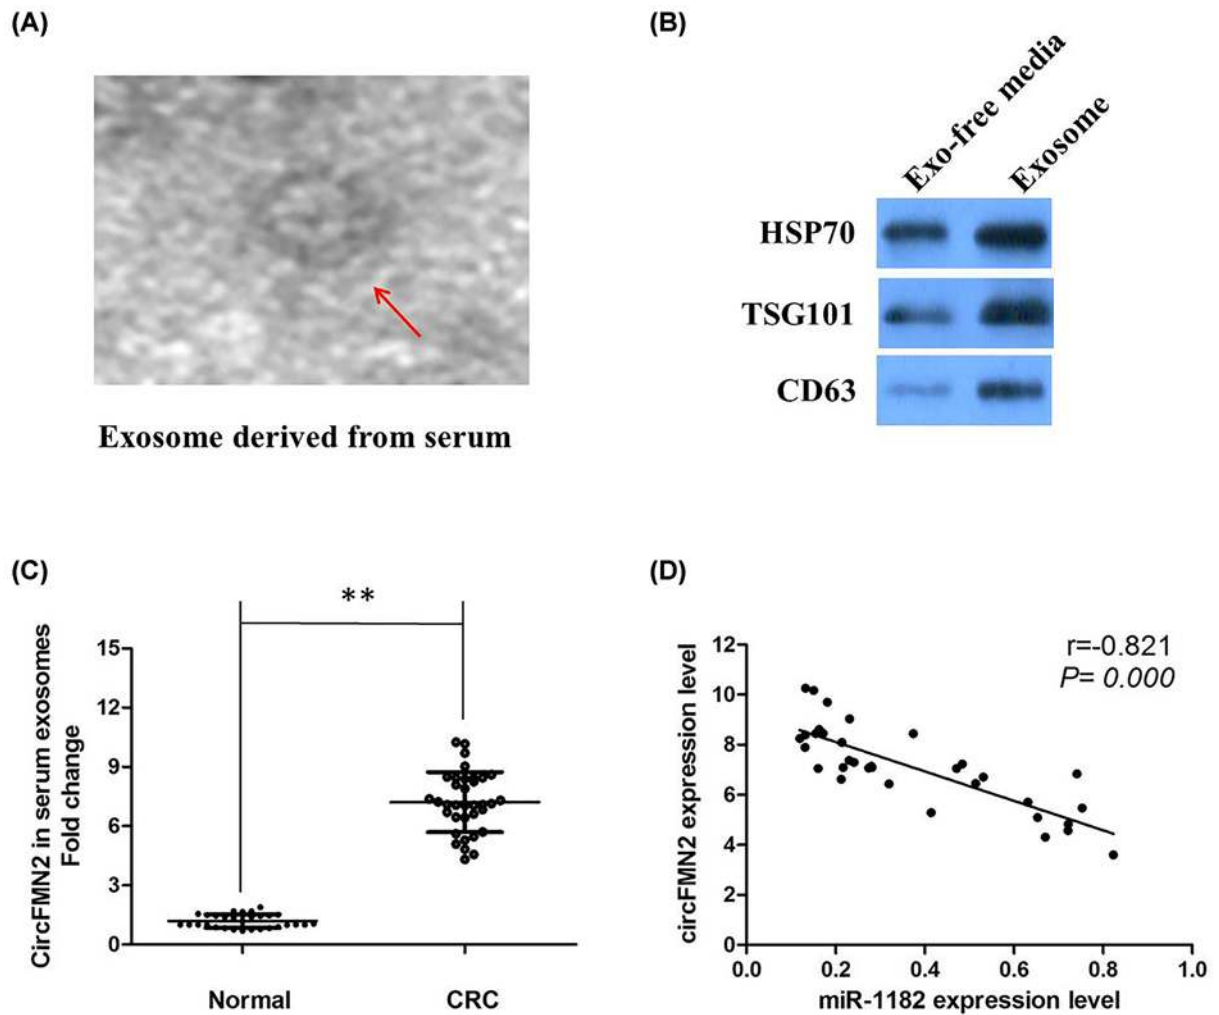 (A)
Exosome derived from serum
(B)
Exo-free media
Exosome
HSP70
TSG101
CD63
(C)
**
CircFMN2 in serum exosomes
Fold change
15
12
9
6
3
0
Normal
CRC
(D)
r=-0.821
P= 0.000
circFMN2 expression level
12
10
8
6
4
2
0
0.0
0.2
0.4
0.6
0.8
1.0
miR-1182 expression level